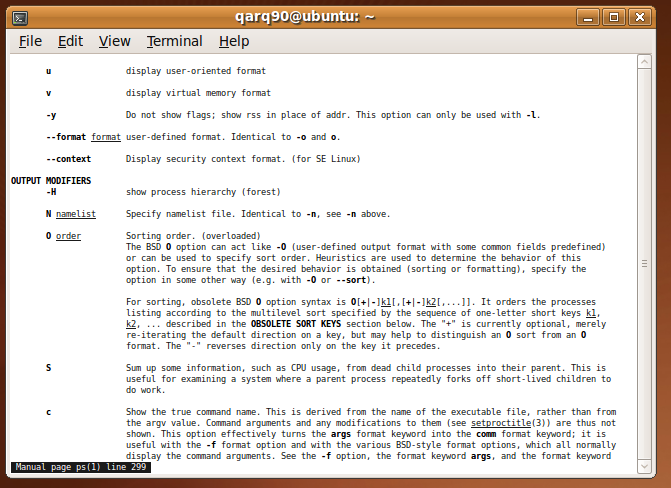 qarq90@ubuntu: ~
File Edit View Terminal Help
u display user-oriented format
v display virtual memory format
-y Do not show flags; show rss in place of addr. This option can only be used with -l.
--format format user-defined format. Identical to -o and o.
--context Display security context format. (for SE Linux)
OUTPUT MODIFIERS
-H show process hierarchy (forest)
N namelist Specify namelist file. Identical to -n, see -n above.
O order Sorting order. (overloaded)
The BSD O option can act like -O (user-defined output format with some common fields predefined)
or can be used to specify sort order. Heuristics are used to determine the behavior of this
option. To ensure that the desired behavior is obtained (sorting or formatting), specify the
option in some other way (e.g. with -O or --sort).
For sorting, obsolete BSD O option syntax is O[+|-]k1[,[+|-]k2[,...]]. It orders the processes
listing according to the multilevel sort specified by the sequence of one-letter short keys k1,
k2, ... described in the OBSOLETE SORT KEYS section below. The "+" is currently optional, merely
re-iterating the default direction on a key, but may help to distinguish an O sort from an O
format. The "-" reverses direction only on the key it precedes.
S Sum up some information, such as CPU usage, from dead child processes into their parent. This is
useful for examining a system where a parent process repeatedly forks off short-lived children to
do work.
c Show the true command name. This is derived from the name of the executable file, rather than from
the argv value. Command arguments and any modifications to them (see setproctitle(3)) are thus not
shown. This option effectively turns the args format keyword into the comm format keyword; it is
useful with the -f format option and with the various BSD-style format options, which all normally
display the command arguments. See the -f option, the format keyword args, and the format keyword
Manual page ps(1) line 299